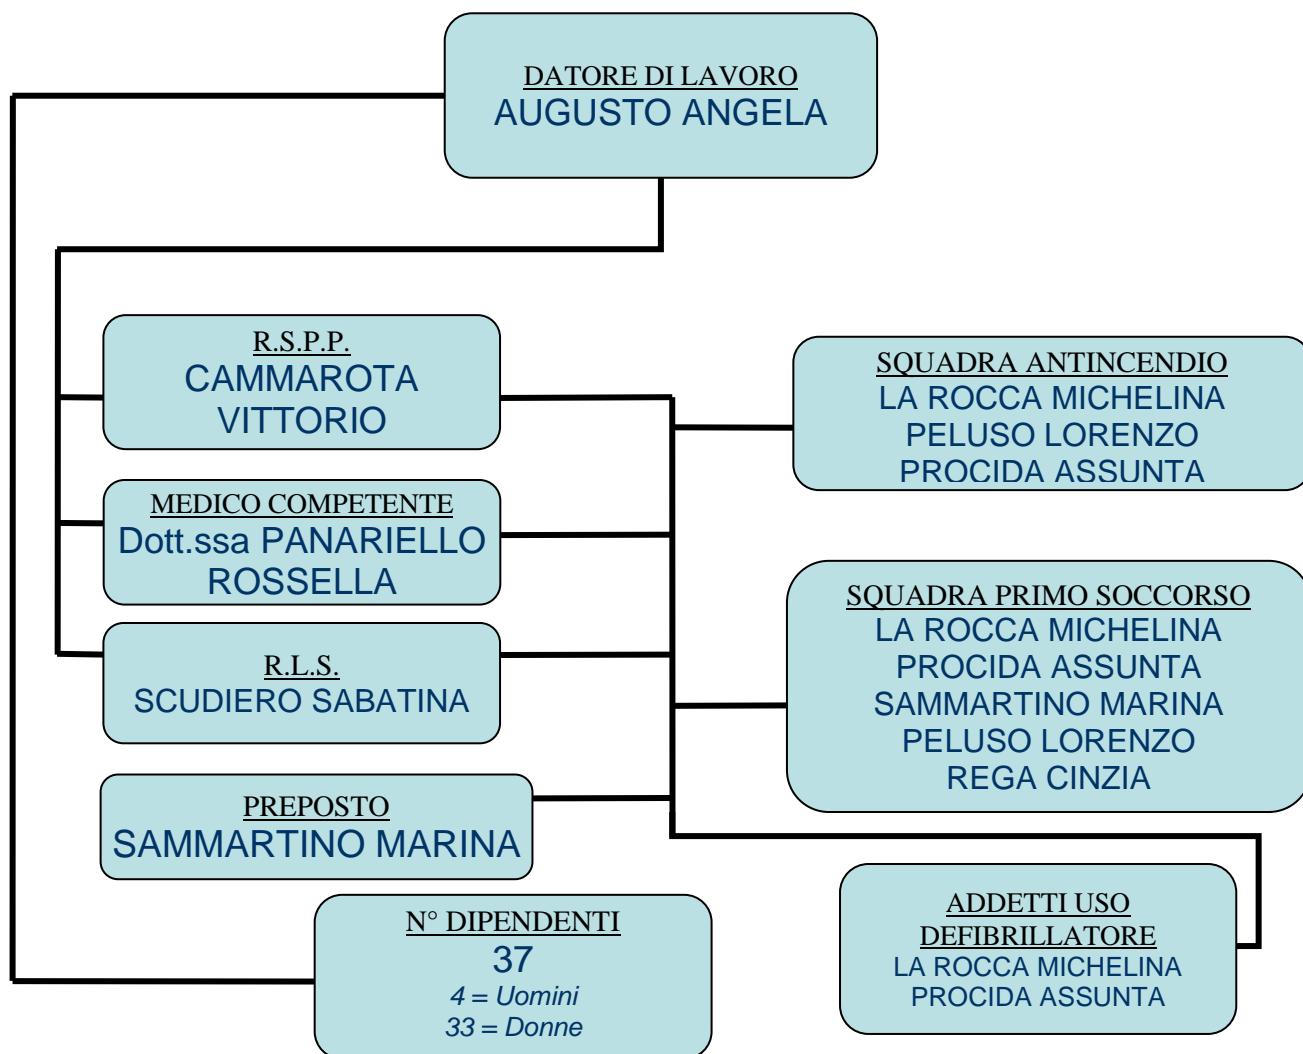 DATORE DI LAVORO
AUGUSTO ANGELA
R.S.P.P.
CAMMAROTA
VITTORIO
SQUADRA ANTINCENDIO
LA ROCCA MICHELINA
PELUSO LORENZO
PROCIDA ASSUNTA
MEDICO COMPETENTE
Dott.ssa PANARIELLO
ROSSELLA
SQUADRA PRIMO SOCCORSO
LA ROCCA MICHELINA
PROCIDA ASSUNTA
SAMMARTINO MARINA
PELUSO LORENZO
REGA CINZIA
R.L.S.
SCUDIERO SABATINA
PREPOSTO
SAMMARTINO MARINA
N° DIPENDENTI
37
4 = Uomini
33 = Donne
ADDETTI USO
DEFIBRILLATORE
LA ROCCA MICHELINA
PROCIDA ASSUNTA